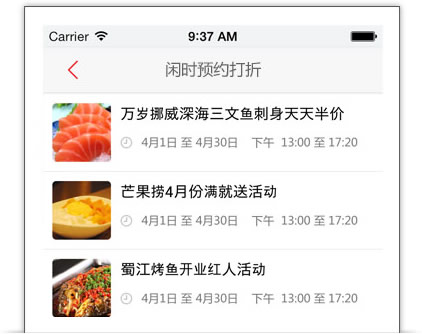 Carrier 9:37 AM
闲时预约打折
万岁挪威深海三文鱼刺身天天半价
4月1日 至 4月30日 下午 13:00 至 17:20
芒果捞4月份满就送活动
4月1日 至 4月30日 下午 13:00 至 17:20
蜀江烤鱼开业红人活动
4月1日 至 4月30日 下午 13:00 至 17:20